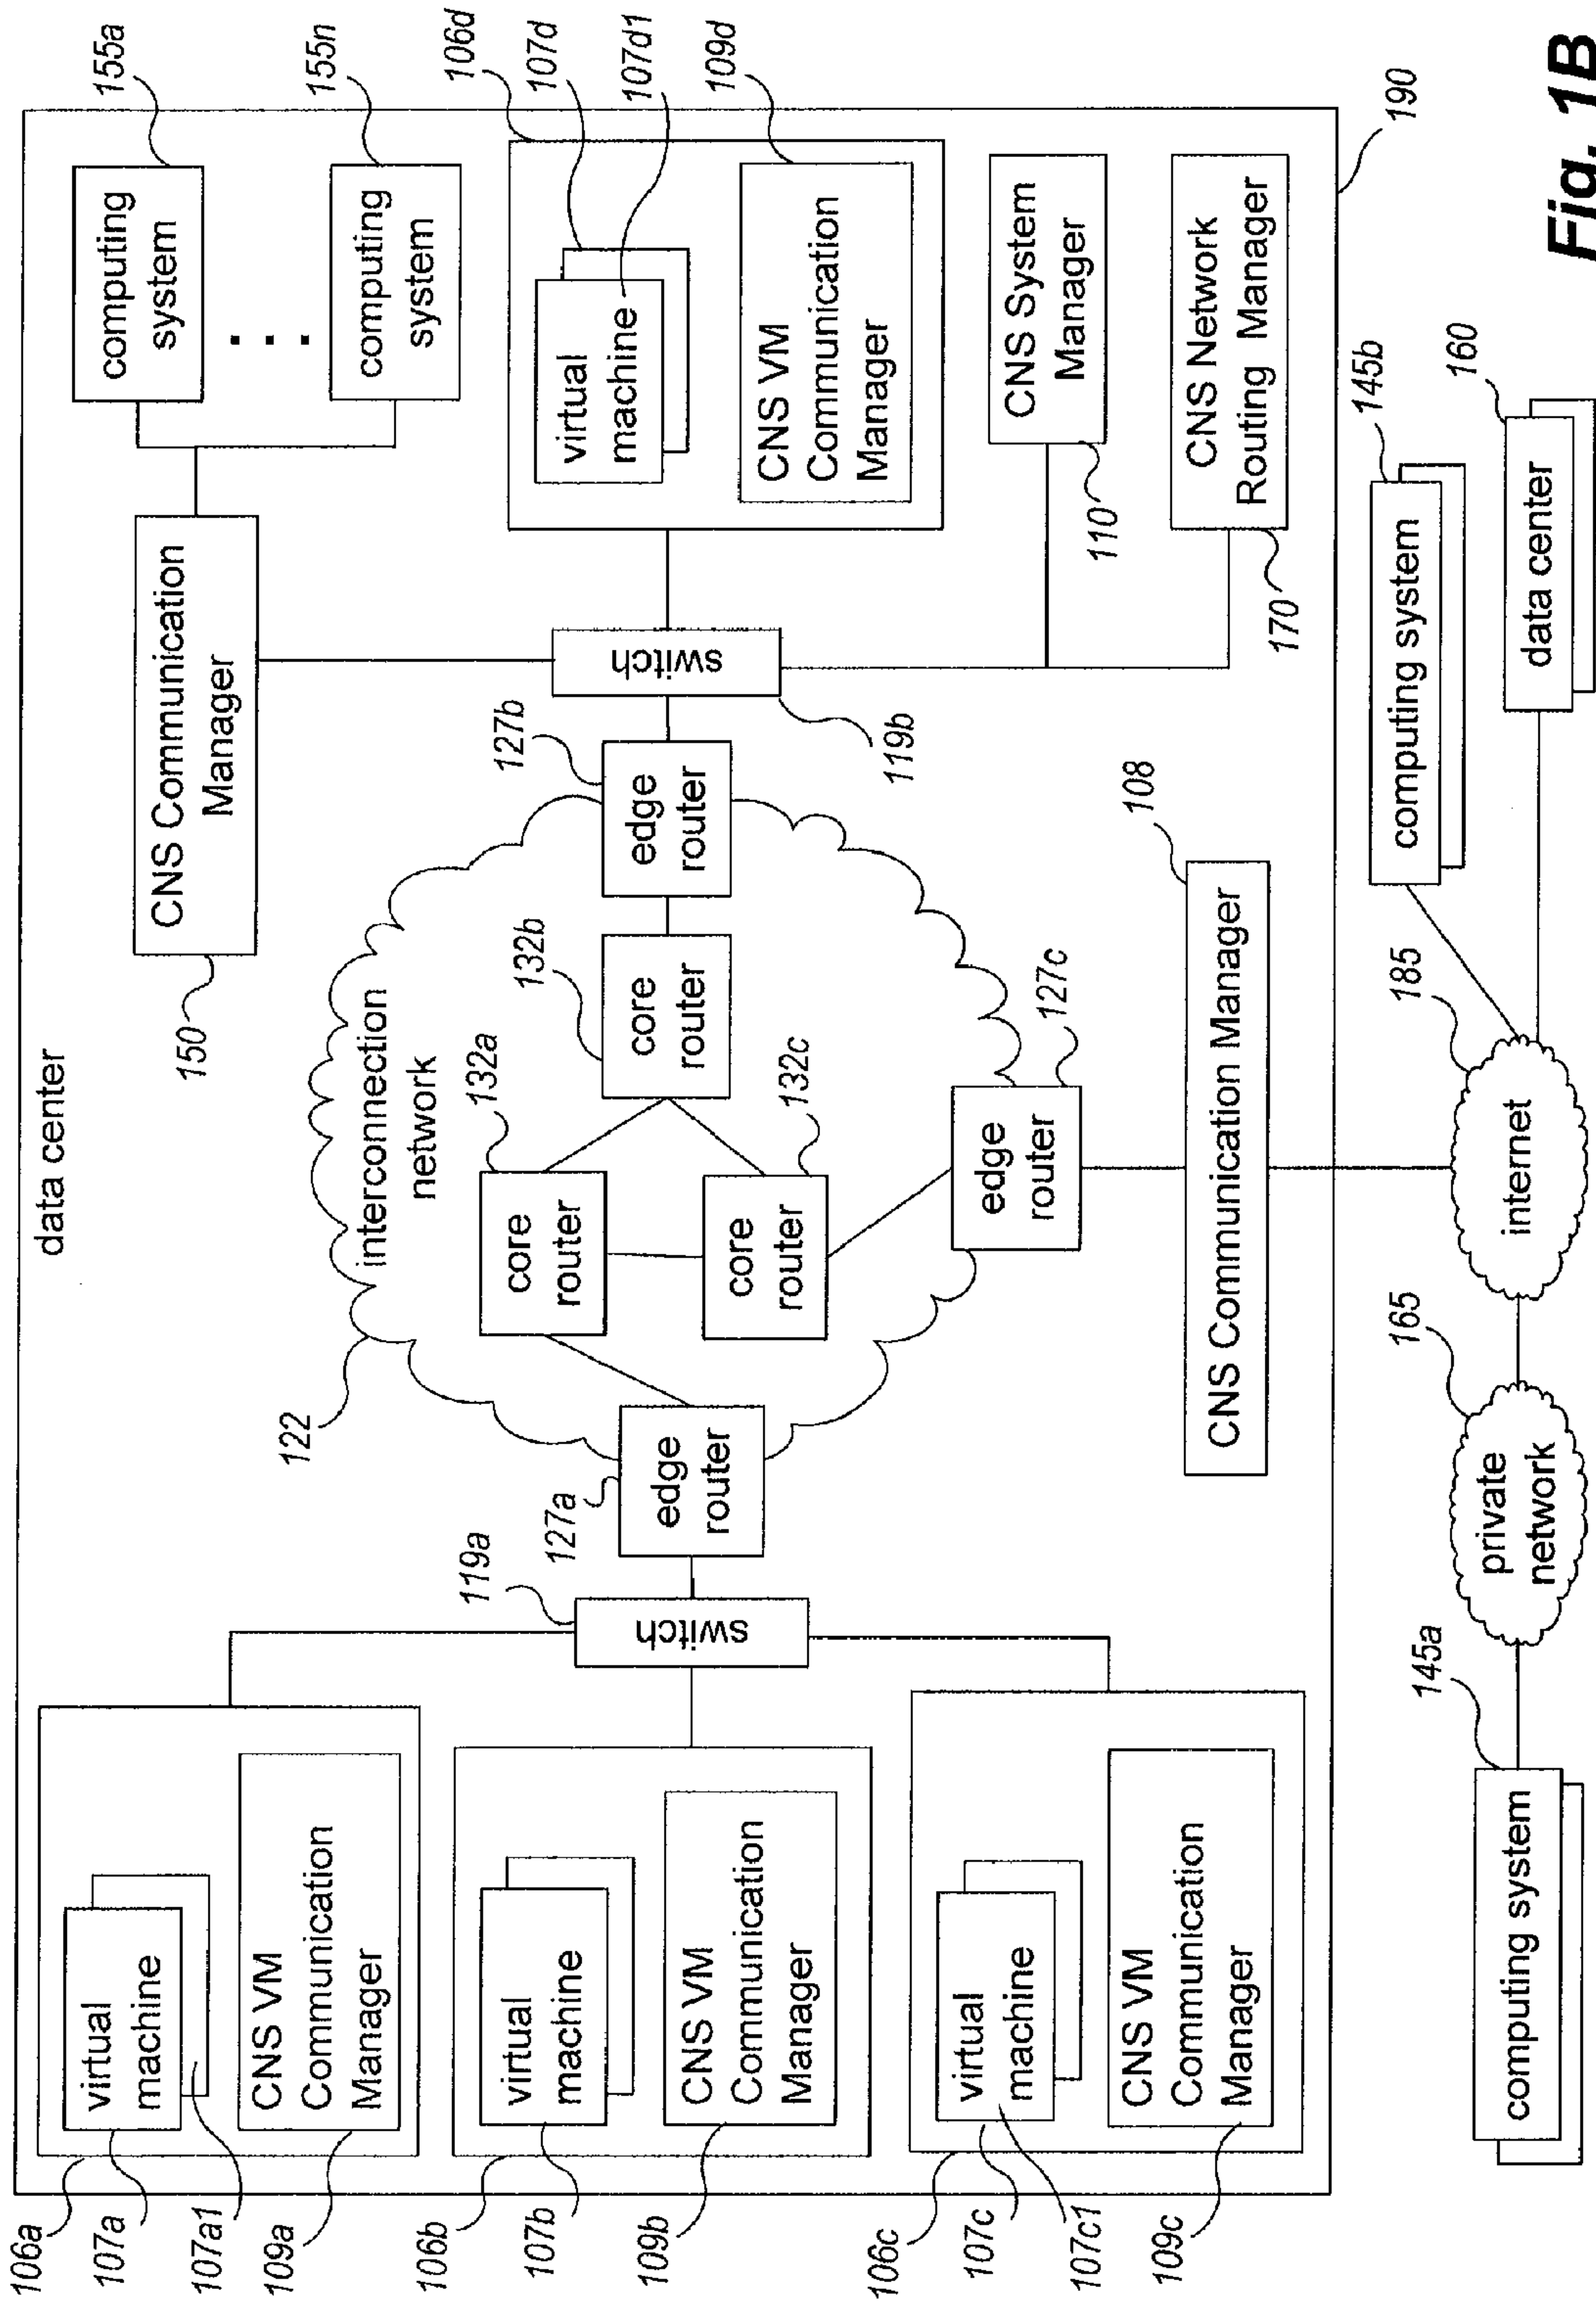 data center
106a
107a
107a1
109a
virtual
machine
CNS VM
Communication
Manager
106b
107b
109b
virtual
machine
CNS VM
Communication
Manager
106c
107c
107c1
109c
virtual
machine
CNS VM
Communication
Manager
119a
switch
127a
edge
router
122
interconnection
network
132a
core
router
132b
core
router
132c
core
router
127b
edge
router
127c
edge
router
119b
switch
150
CNS Communication
Manager
155a
computing
system
. . .
155n
computing
system
106d
107d
107d1
109d
virtual
machine
CNS VM
Communication
Manager
110
CNS System
Manager
170
CNS Network
Routing Manager
190
108
CNS Communication Manager
145a
computing system
165
private
network
185
internet
145b
computing system
160
data center
Fig. 1B